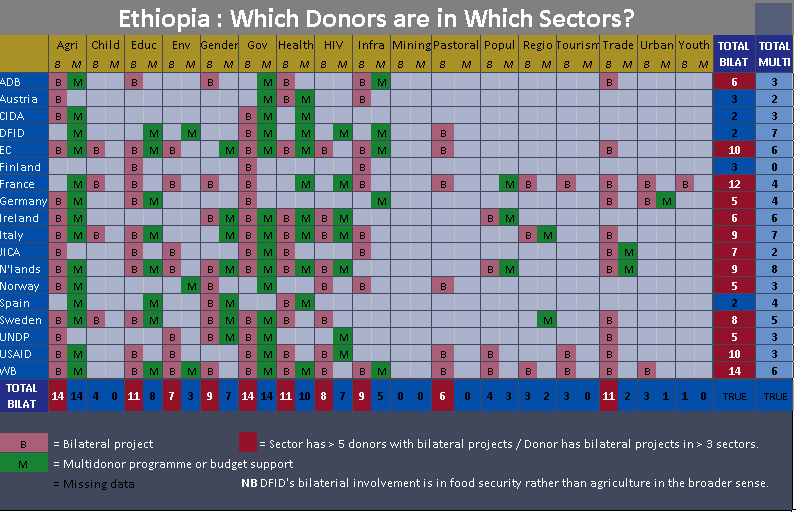 Ethiopia : Which Donors are in Which Sectors?
Agri Child Educ Env Gender Gov Health HIV Infra Mining Pastoral Popul Regio Tourism Trade Urban Youth TOTAL BILAT TOTAL MULTI
B M B M B M B M B M B M B M B M B M B M B M B M B M B M B M B M B M
ADB B M B B M B B M B 6 3
Austria B M B M B 3 2
CIDA B M B M M 2 3
DFID M M M B M M M M B 2 7
EC B M B B M B M B M B M B B M B B 10 6
Finland B B B 3 0
France M B B B B B M M B B M B B B B B 12 4
Germany B M B M B M B B M 5 4
Ireland B M B M B M B M B M B M 6 6
Italy B M B B M M B M B M B M B B M B 9 7
JICA B B B B M B B B M 7 2
N'lands B M B M B B M B M B M B M B M B M 9 8
Norway B M M B M B B B 5 3
Spain M M B M B M 2 4
Sweden B M B B M B M B M B B M B 8 5
UNDP B B B M B M M B 5 3
USAID B M B B B M B B M B B B B 10 3
WB B M B M B M B B M B M B B M B B B B B B 14 6
TOTAL BILAT 14 14 4 0 11 8 7 3 9 7 14 14 11 10 8 7 9 5 0 0 6 0 4 2 3 2 3 0 11 2 3 1 1 0 TRUE TRUE
B = Bilateral project = Sector has > 5 donors with bilateral projects / Donor has bilateral projects in > 3 sectors.
M = Multidonor programme or budget support
= Missing data NB DFID's bilaterial involvement is in food security rather than agriculture in the broader sense.